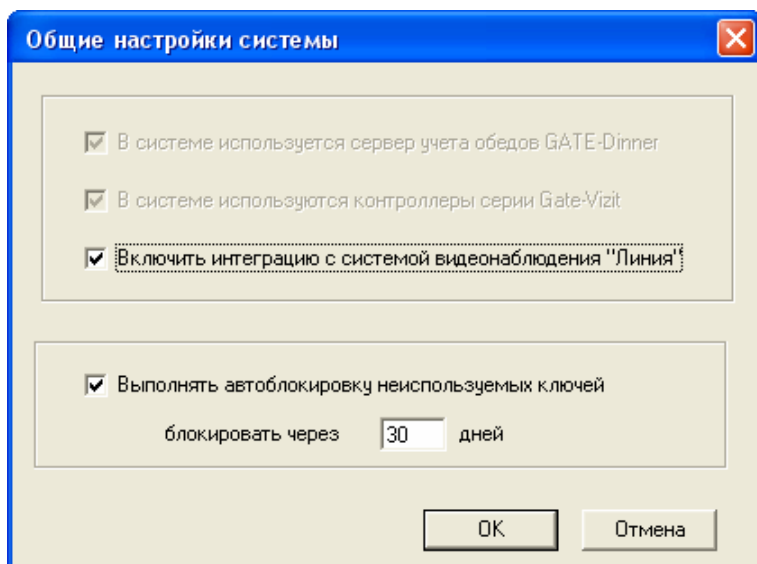 Общие настройки системы
В системе используется сервер учета обедов GATE-Dinner
В системе используются контроллеры серии Gate-Vizit
Включить интеграцию с системой видеонаблюдения "Линия"
Выполнять автоблокировку неиспользуемых ключей
блокировать через 30 дней
OK Отмена